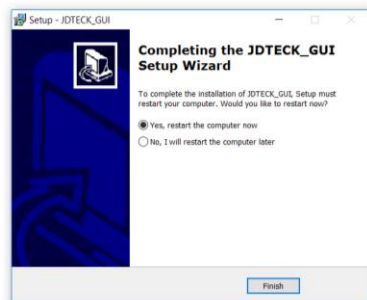 Setup - JDTECK_GUI
Completing the JDTECK_GUI
Setup Wizard
To complete the installation of JDTECK_GUI, Setup must
restart your computer. Would you like to restart now?
Yes, restart the computer now
No, I will restart the computer later
Finish